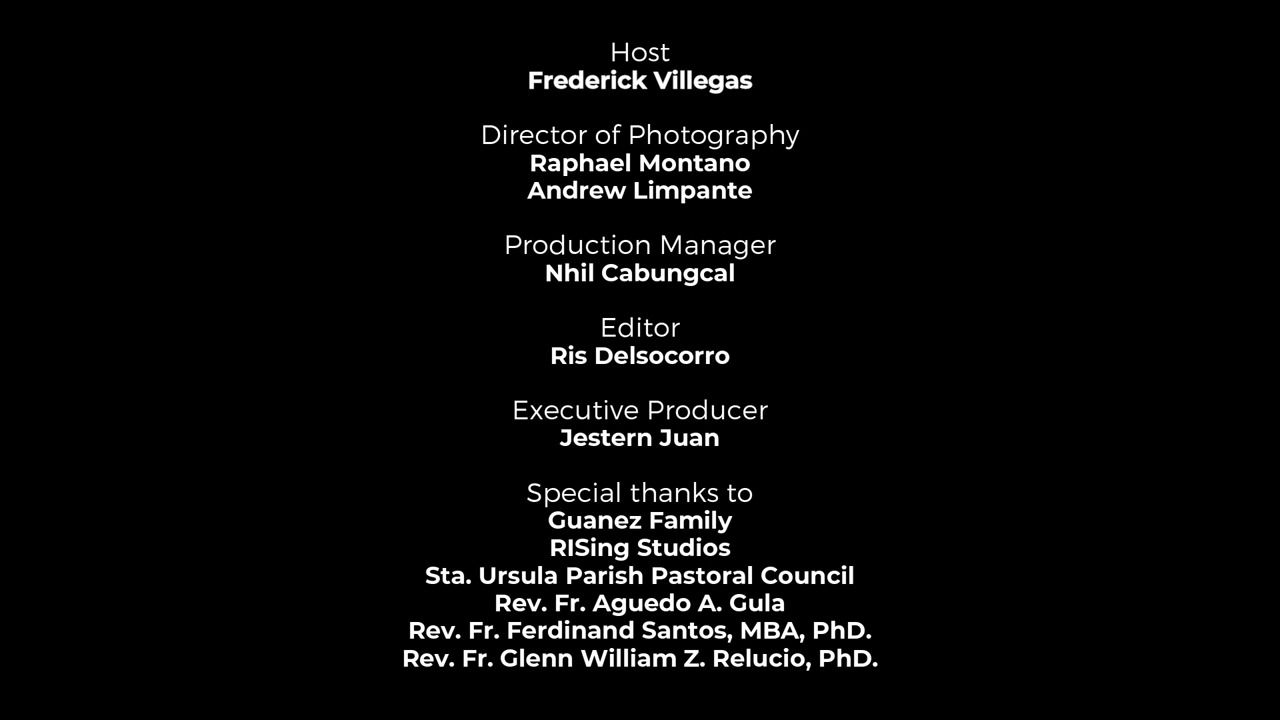 Host
Frederick Villegas
Director of Photography
Raphael Montano
Andrew Limpante
Production Manager
Nhil Cabungcal
Editor
Ris Delsocorro
Executive Producer
Jestern Juan
Special thanks to
Guanez Family
RISing Studios
Sta. Ursula Parish Pastoral Council
Rev. Fr. Aguedo A. Gula
Rev. Fr. Ferdinand Santos, MBA, PhD.
Rev. Fr. Glenn William Z. Relucio, PhD.